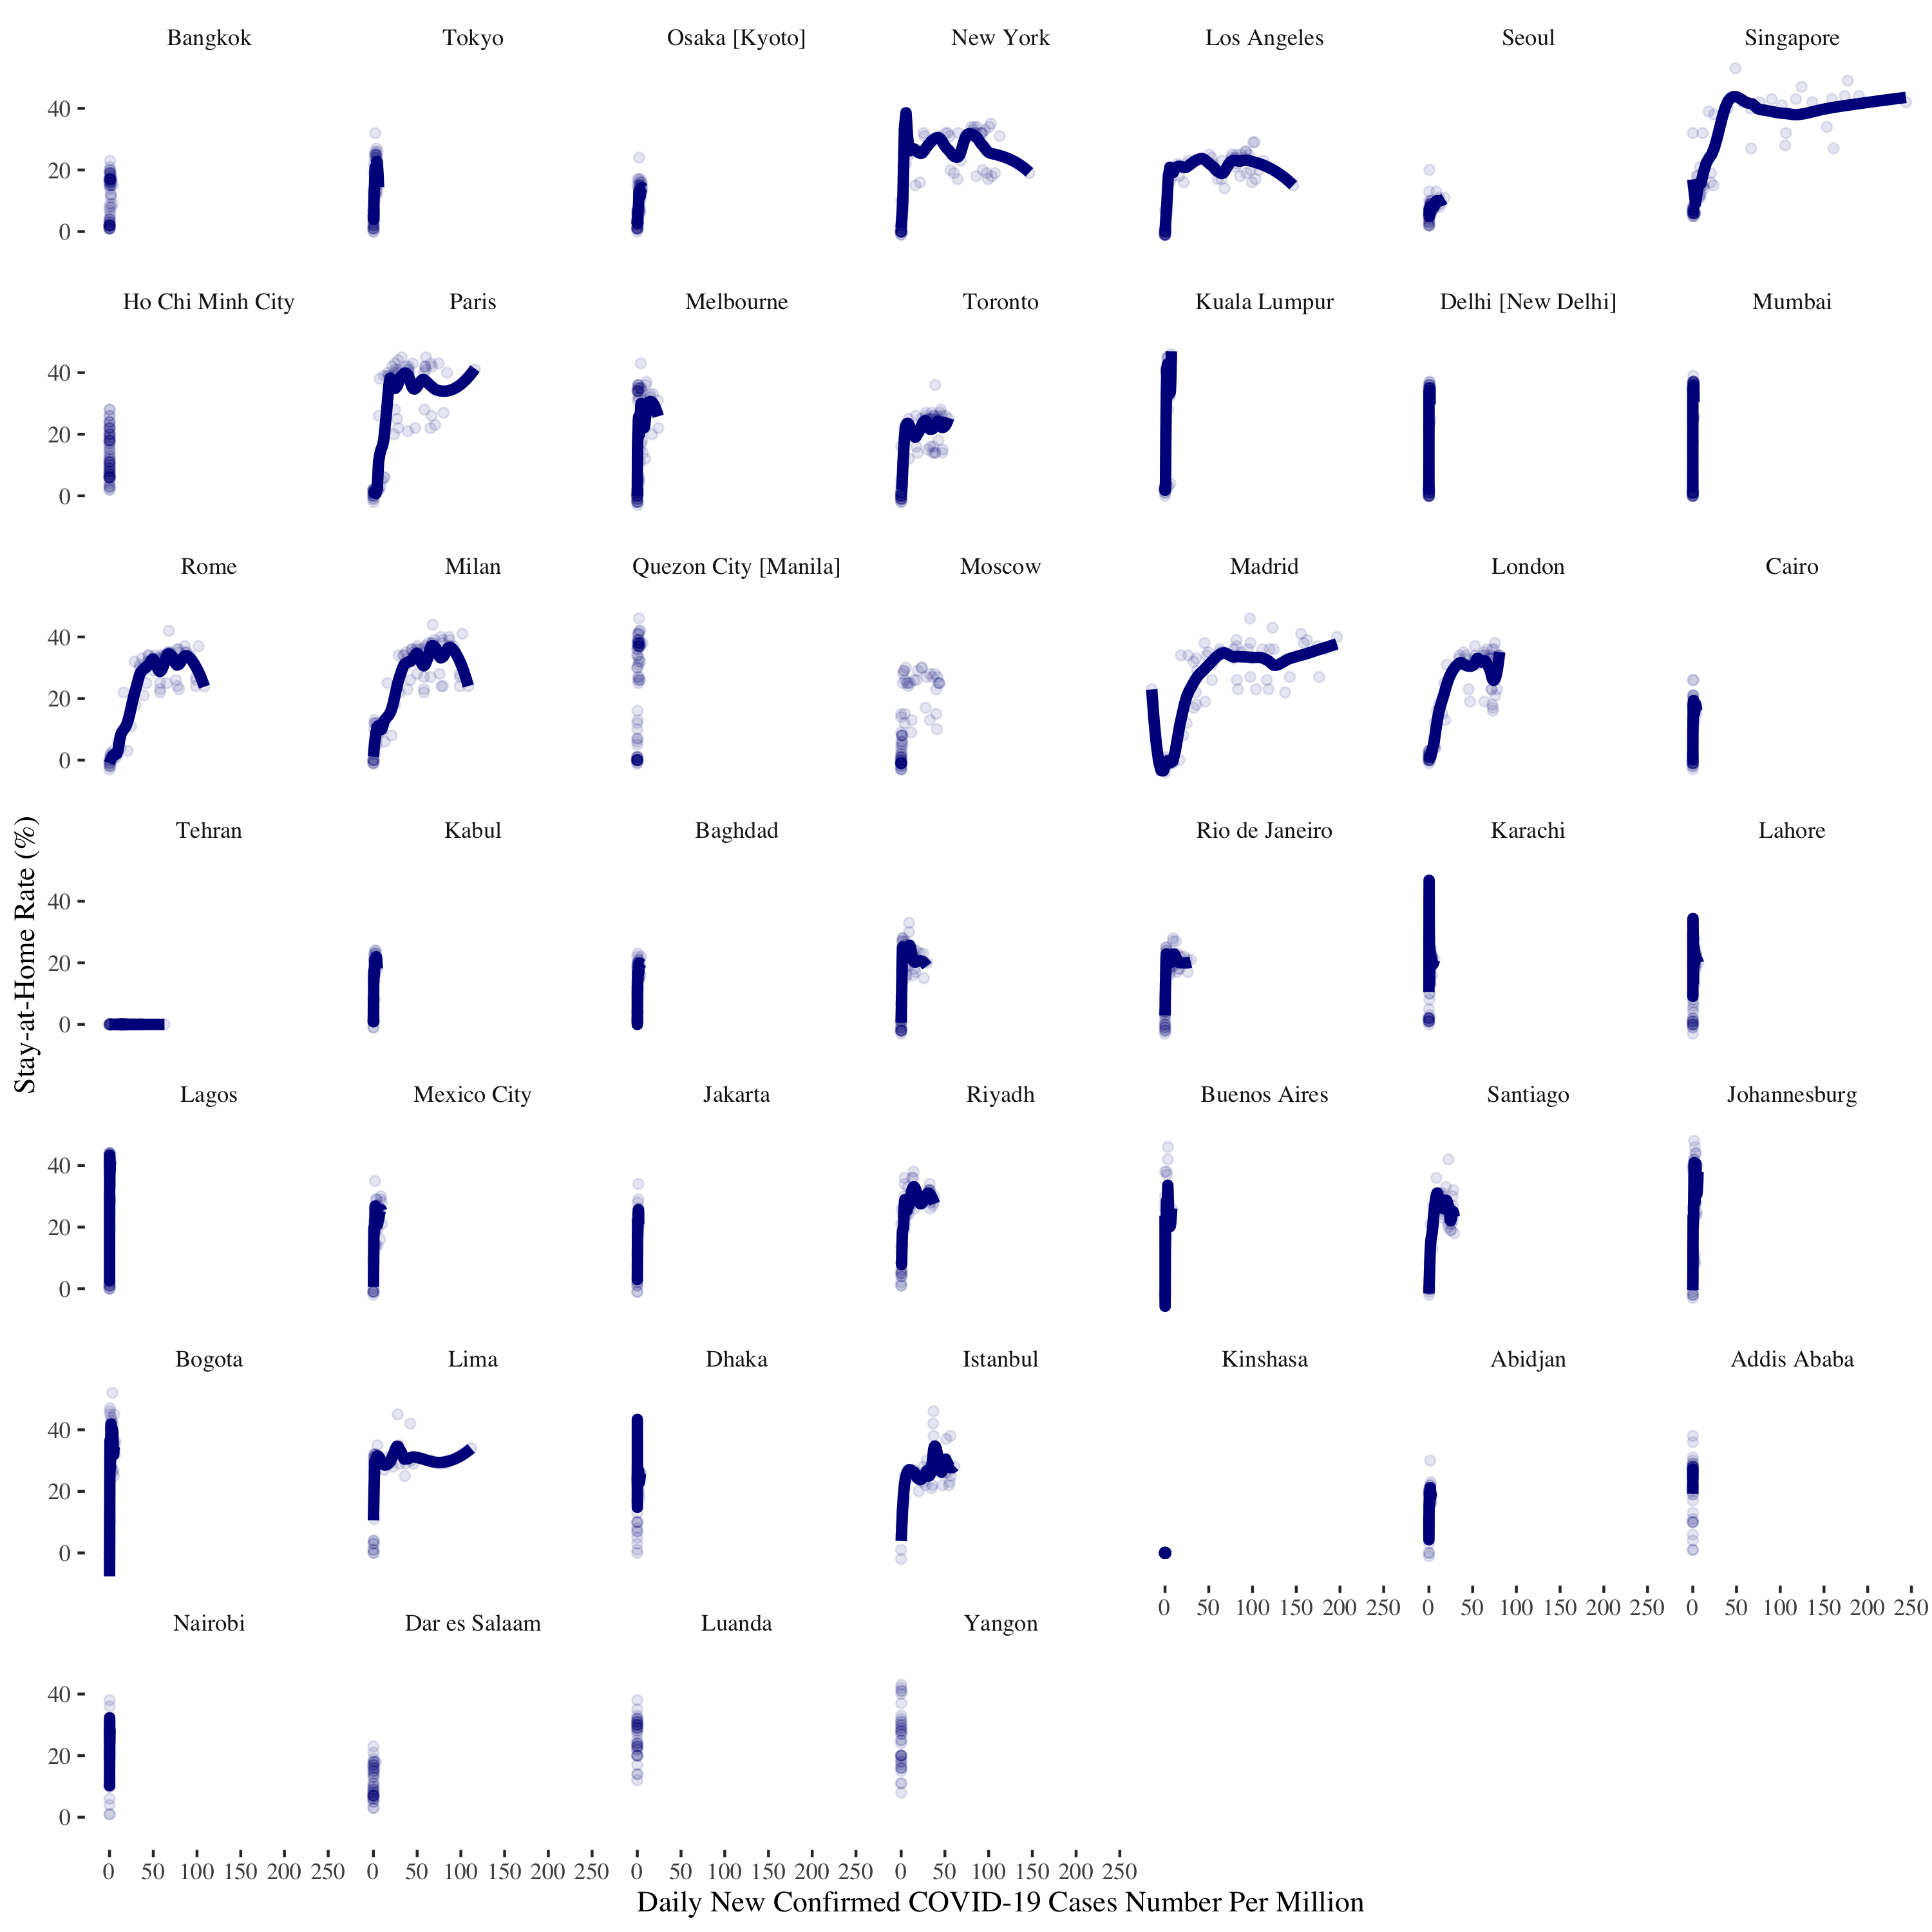 Bangkok Tokyo Osaka [Kyoto] New York Los Angeles Seoul Singapore
40
20
0
Ho Chi Minh City Paris Melbourne Toronto Kuala Lumpur Delhi [New Delhi] Mumbai
40
20
0
Rome Milan Quezon City [Manila] Moscow Madrid London Cairo
40
20
0
Stay-at-Home Rate (%)
Tehran Kabul Baghdad Rio de Janeiro Karachi Lahore
40
20
0
Lagos Mexico City Jakarta Riyadh Buenos Aires Santiago Johannesburg
40
20
0
Bogota Lima Dhaka Istanbul Kinshasa Abidjan Addis Ababa
40
20
0
0 50 100 150 200 250 0 50 100 150 200 250 0 50 100 150 200 250
Nairobi Dar es Salaam Luanda Yangon
40
20
0
0 50 100 150 200 250 0 50 100 150 200 250 0 50 100 150 200 250 0 50 100 150 200 250
Daily New Confirmed COVID-19 Cases Number Per Million